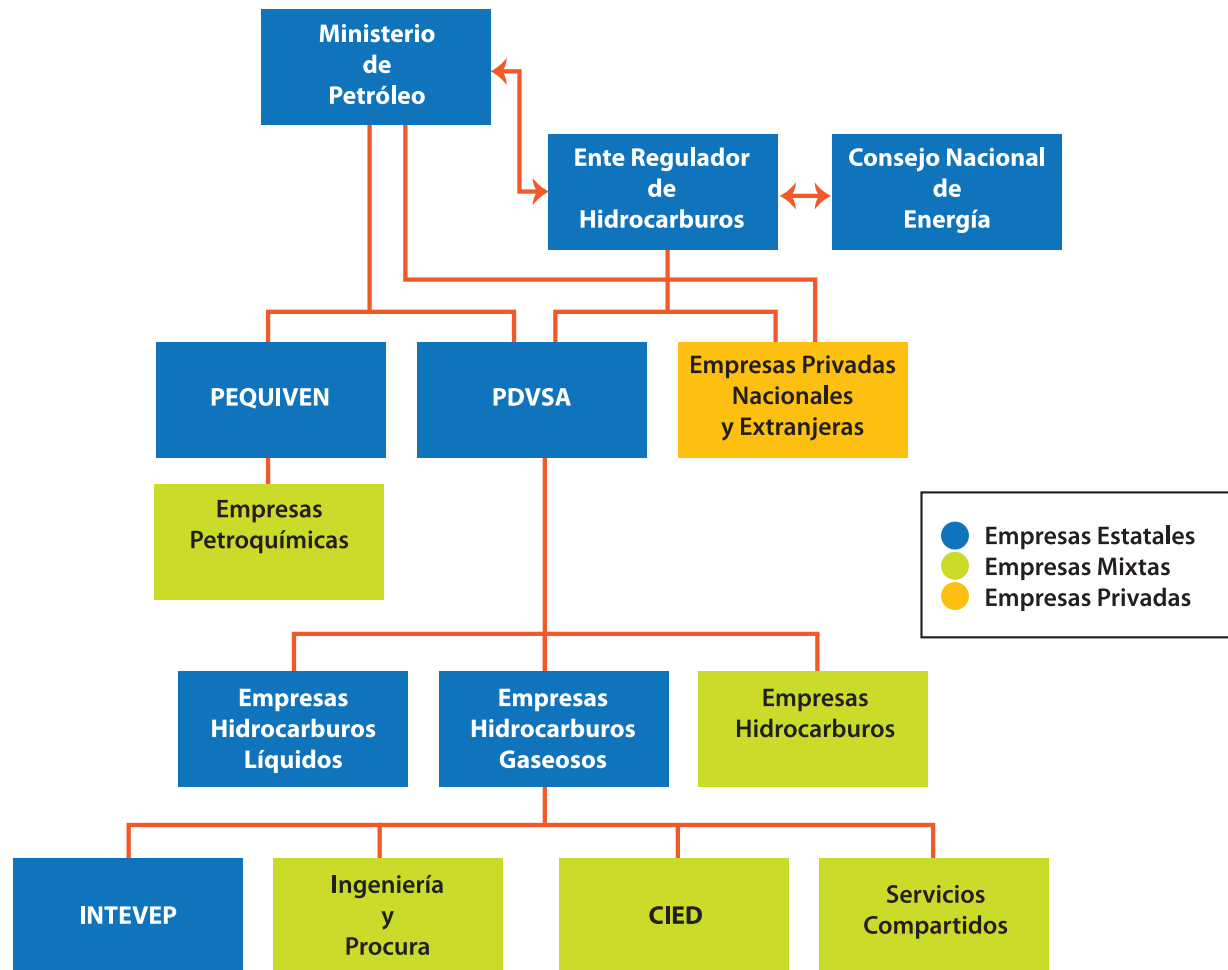 Ministerio
de
Petróleo
Ente Regulador
de
Hidrocarburos
Consejo Nacional
de
Energía
PEQUIVEN
PDVSA
Empresas Privadas
Nacionales
y Extranjeras
Empresas
Petroquímicas
Empresas Estatales
Empresas Mixtas
Empresas Privadas
Empresas
Hidrocarburos
Líquidos
Empresas
Hidrocarburos
Gaseosos
Empresas
Hidrocarburos
INTEVEP
Ingeniería
y
Procura
CIED
Servicios
Compartidos